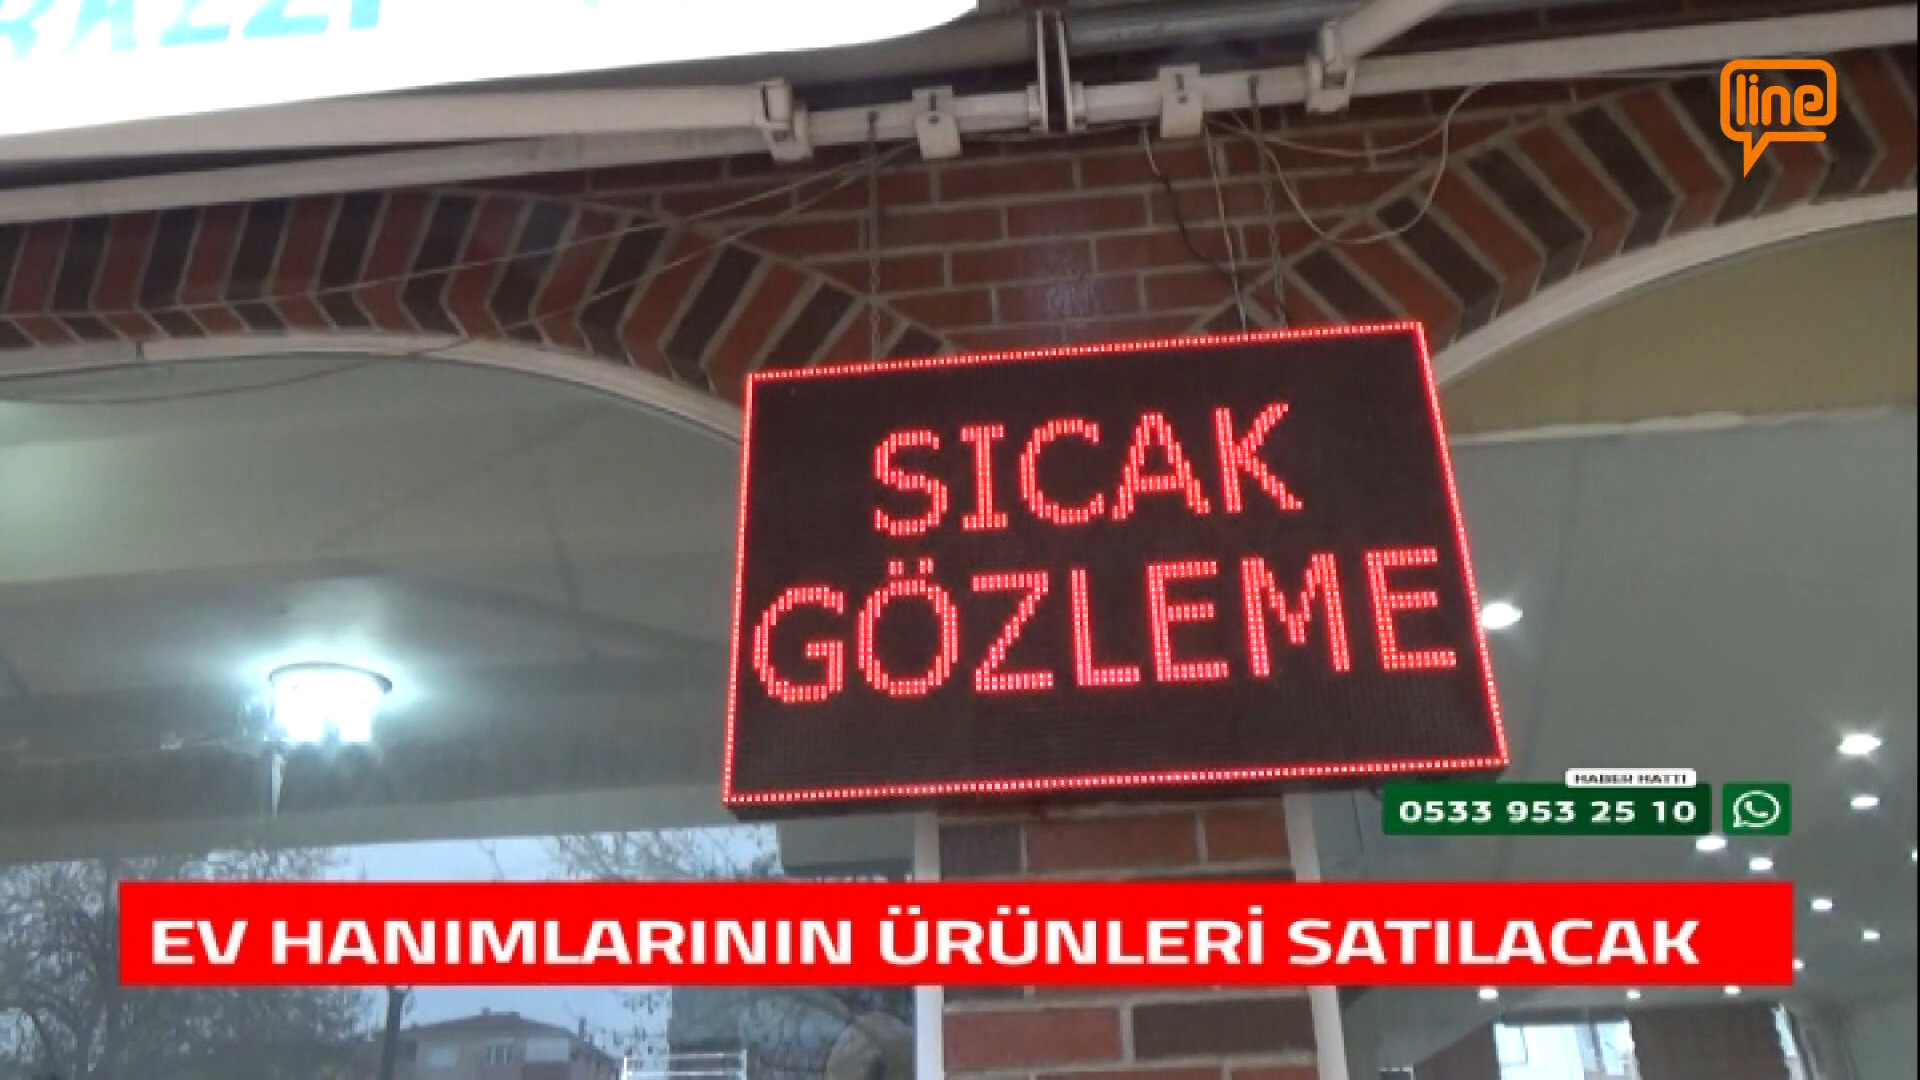 line
SICAK
GÖZLEME
HABER HATTI
0533 953 25 10
EV HANIMLARININ ÜRÜNLERİ SATILACAK